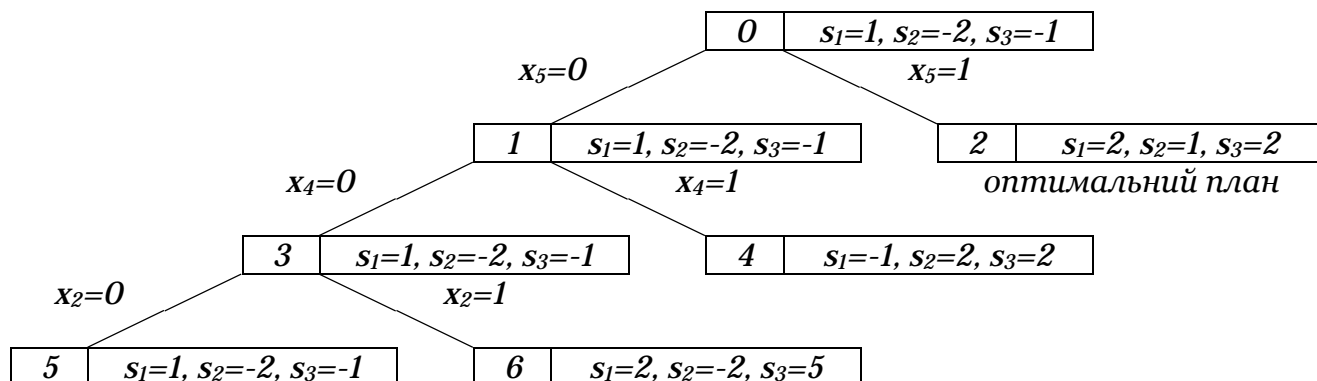 0 s₁=1, s₂=-2, s₃=-1
x₅=0 x₅=1
1 s₁=1, s₂=-2, s₃=-1 2 s₁=2, s₂=1, s₃=2
x₄=0 x₄=1 оптимальний план
3 s₁=1, s₂=-2, s₃=-1 4 s₁=-1, s₂=2, s₃=2
x₂=0 x₂=1
5 s₁=1, s₂=-2, s₃=-1 6 s₁=2, s₂=-2, s₃=5